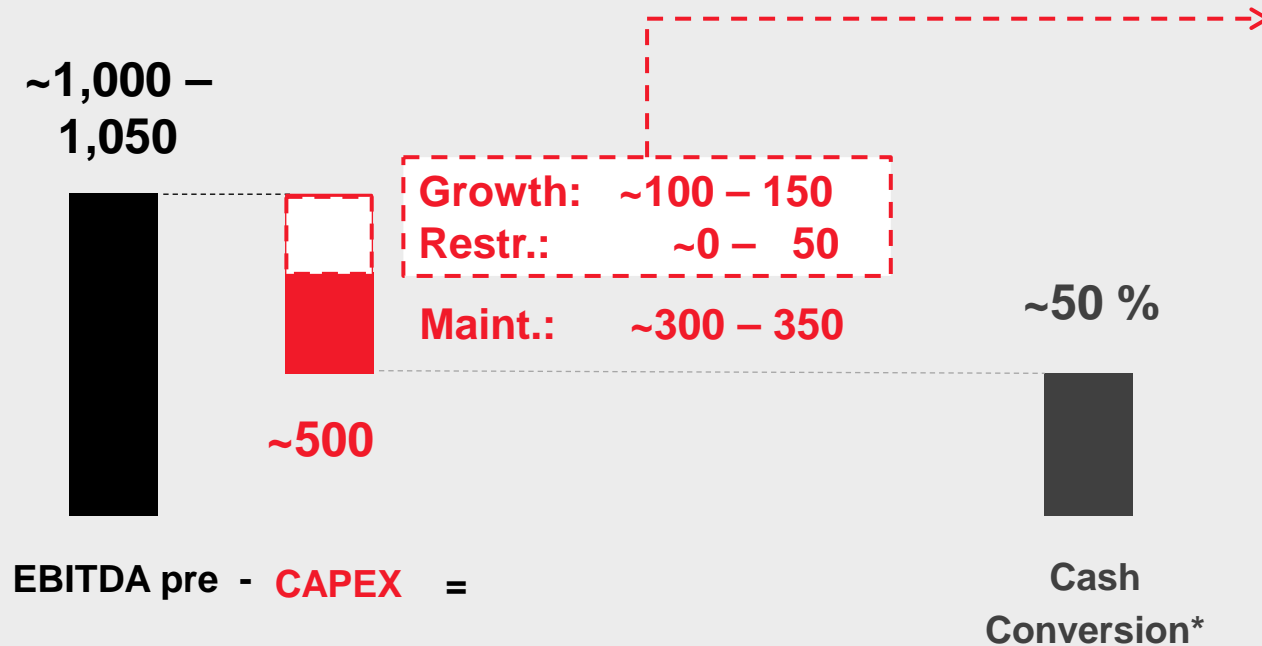 ~1,000 –
1,050
Growth: ~100 – 150
Restr.: ~0 – 50
Maint.: ~300 – 350
~50 %
~500
EBITDA pre - CAPEX =
Cash
Conversion*